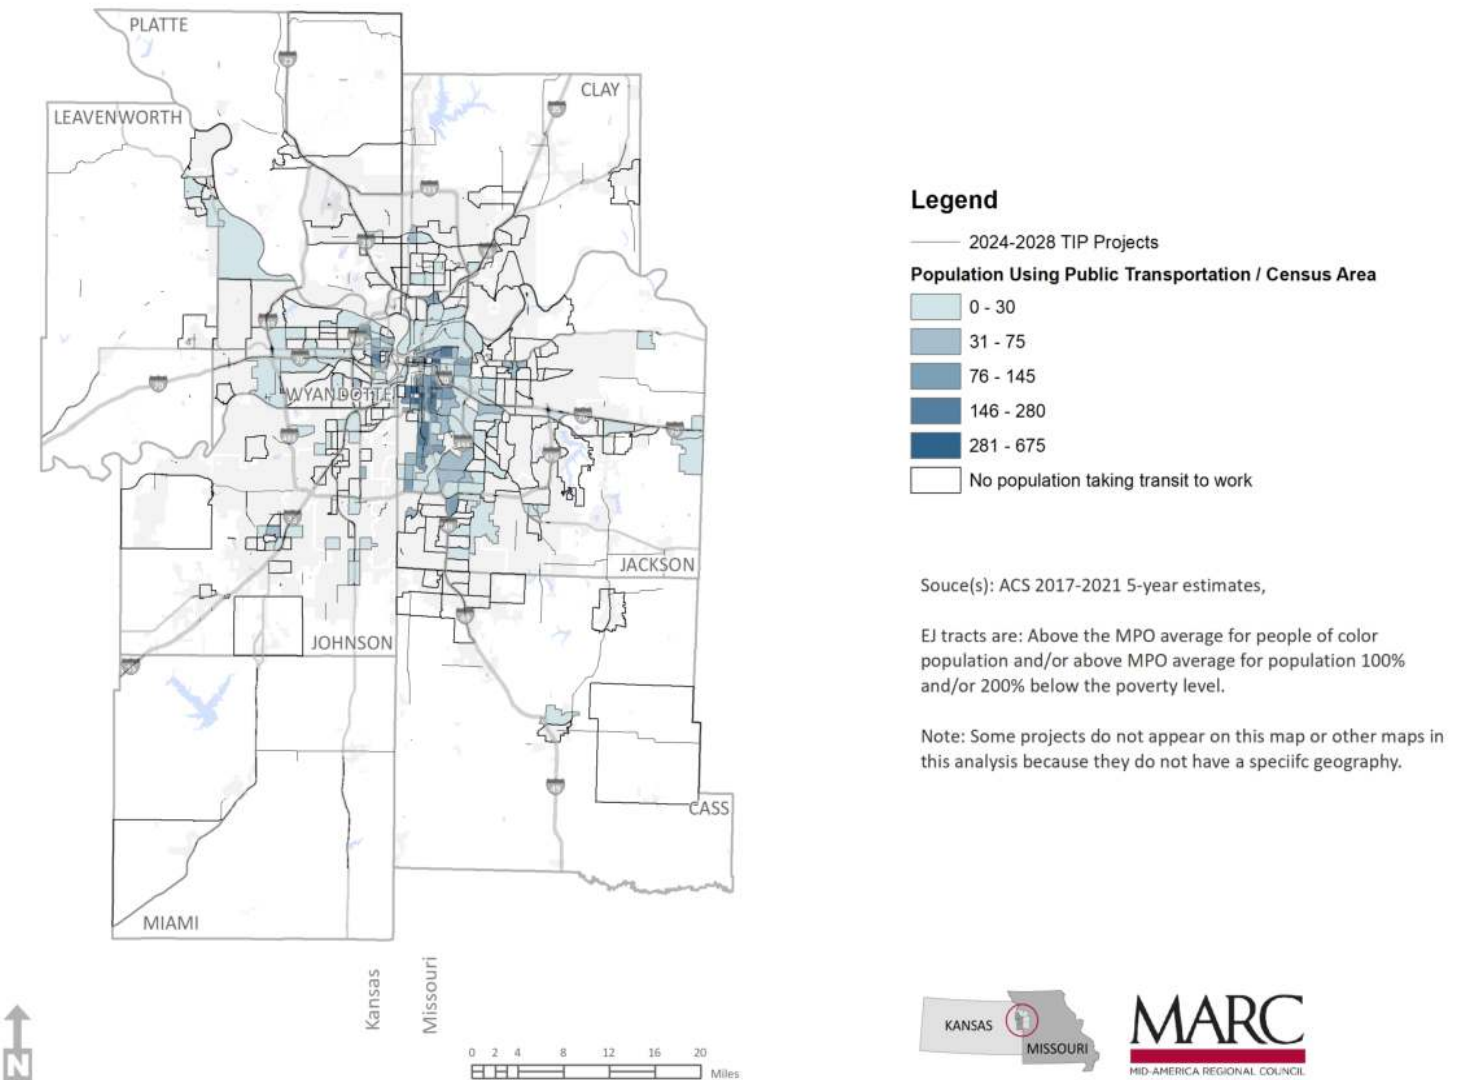 PLATTE
CLAY
LEAVENWORTH
WYANDOTTE
JACKSON
JOHNSON
CASS
MIAMI
Kansas
Missouri
N
0 2 4 8 12 16 20
Miles
Legend
2024-2028 TIP Projects
Population Using Public Transportation / Census Area
0 - 30
31 - 75
76 - 145
146 - 280
281 - 675
No population taking transit to work
Souce(s): ACS 2017-2021 5-year estimates,
EJ tracts are: Above the MPO average for people of color
population and/or above MPO average for population 100%
and/or 200% below the poverty level.
Note: Some projects do not appear on this map or other maps in
this analysis because they do not have a speciifc geography.
KANSAS
MISSOURI
MARC
MID-AMERICA REGIONAL COUNCIL